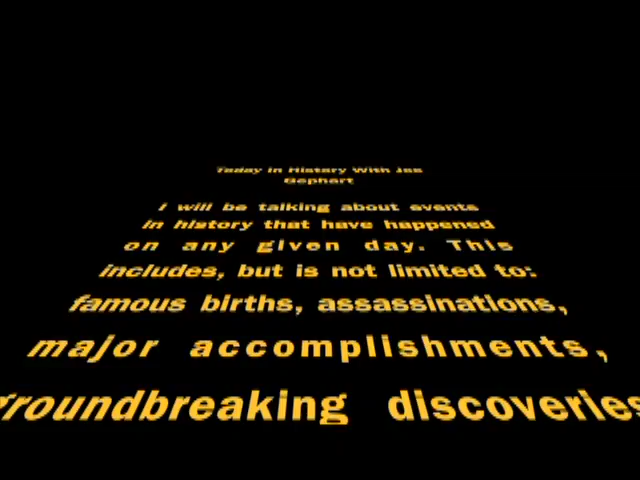 Today In History With Jes
Gephart
I will be talking about events
in history that have happened
on any given day. This
includes, but is not limited to:
famous births, assassinations,
major accomplishments,
groundbreaking discoveries